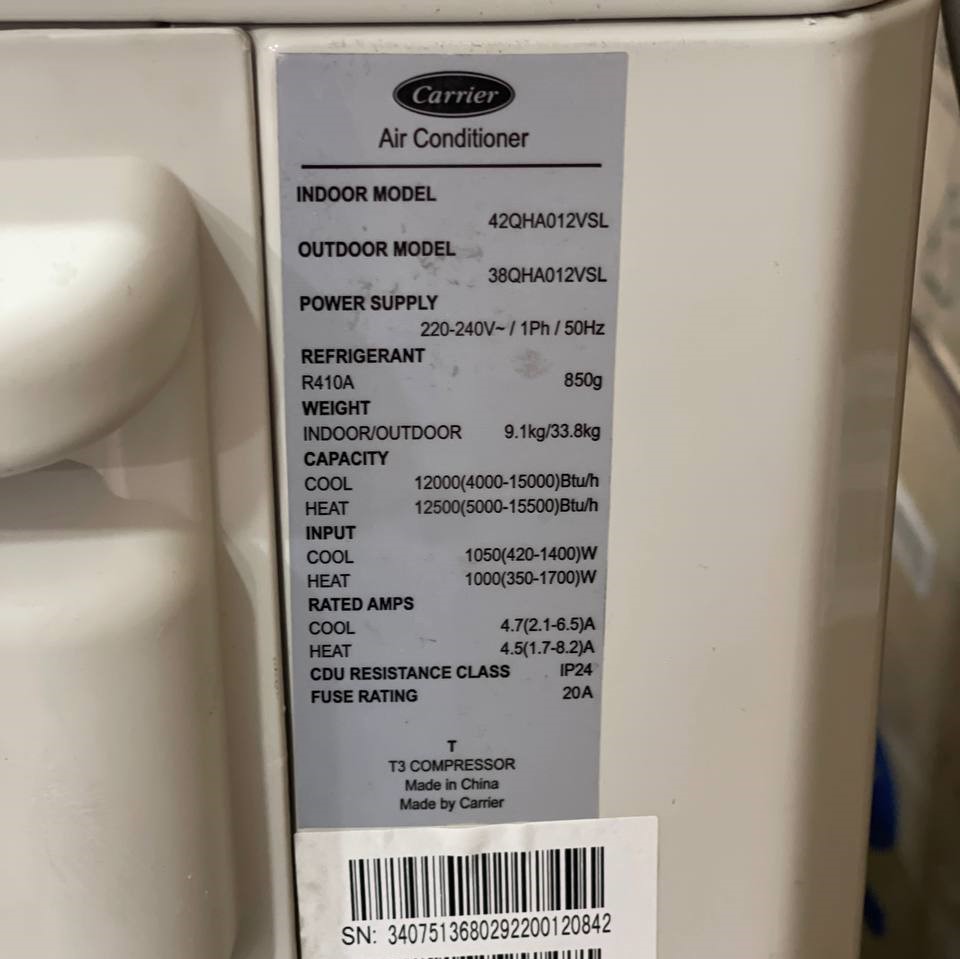 Carrier
Air Conditioner
INDOOR MODEL
42QHA012VSL
OUTDOOR MODEL
38QHA012VSL
POWER SUPPLY
220-240V~ / 1Ph / 50Hz
REFRIGERANT
R410A 850g
WEIGHT
INDOOR/OUTDOOR 9.1kg/33.8kg
CAPACITY
COOL 12000(4000-15000)Btu/h
HEAT 12500(5000-15500)Btu/h
INPUT
COOL 1050(420-1400)W
HEAT 1000(350-1700)W
RATED AMPS
COOL 4.7(2.1-6.5)A
HEAT 4.5(1.7-8.2)A
CDU RESISTANCE CLASS IP24
FUSE RATING 20A
T
T3 COMPRESSOR
Made in China
Made by Carrier
SN: 3407513680292200120842